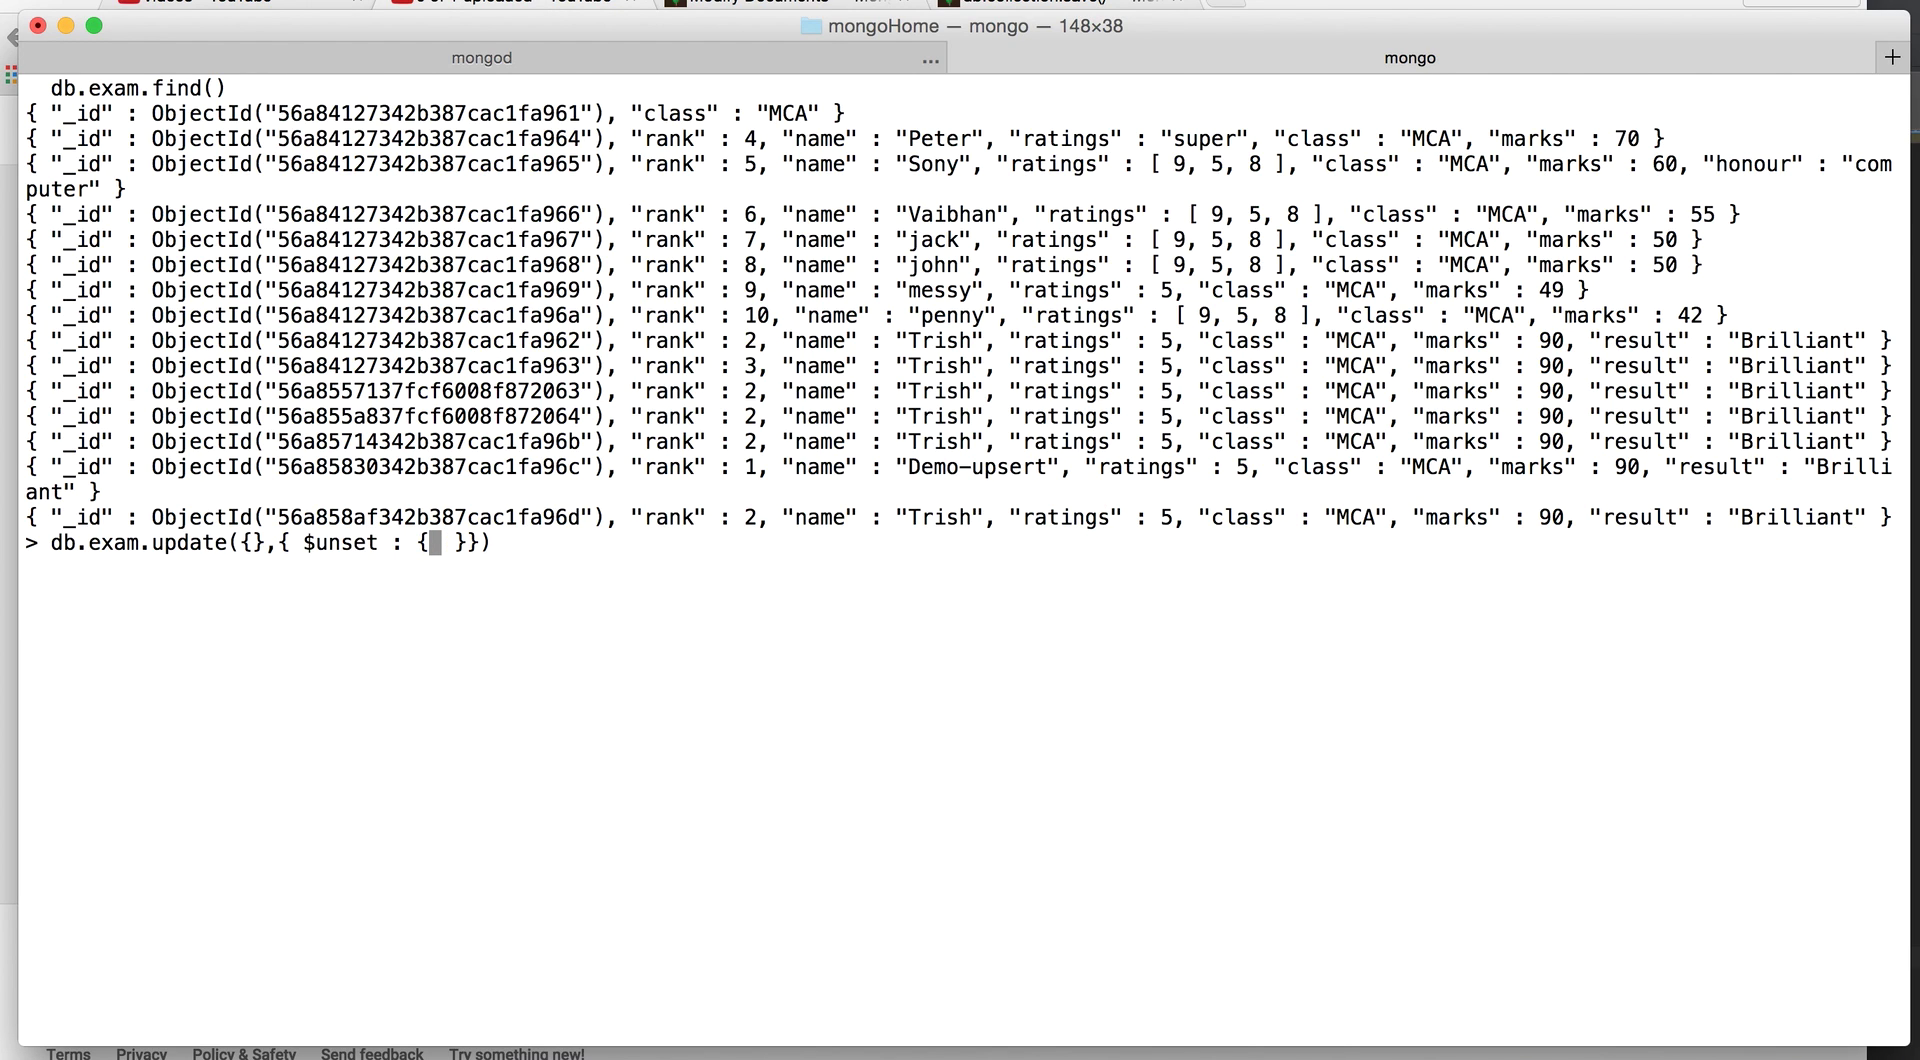 mongoHome — mongo — 148×38
mongod ...
mongo +
db.exam.find()
{ "_id" : ObjectId("56a84127342b387cac1fa961"), "class" : "MCA" }
{ "_id" : ObjectId("56a84127342b387cac1fa964"), "rank" : 4, "name" : "Peter", "ratings" : "super", "class" : "MCA", "marks" : 70 }
{ "_id" : ObjectId("56a84127342b387cac1fa965"), "rank" : 5, "name" : "Sony", "ratings" : [ 9, 5, 8 ], "class" : "MCA", "marks" : 60, "honour" : "com
puter" }
{ "_id" : ObjectId("56a84127342b387cac1fa966"), "rank" : 6, "name" : "Vaibhan", "ratings" : [ 9, 5, 8 ], "class" : "MCA", "marks" : 55 }
{ "_id" : ObjectId("56a84127342b387cac1fa967"), "rank" : 7, "name" : "jack", "ratings" : [ 9, 5, 8 ], "class" : "MCA", "marks" : 50 }
{ "_id" : ObjectId("56a84127342b387cac1fa968"), "rank" : 8, "name" : "john", "ratings" : [ 9, 5, 8 ], "class" : "MCA", "marks" : 50 }
{ "_id" : ObjectId("56a84127342b387cac1fa969"), "rank" : 9, "name" : "messy", "ratings" : 5, "class" : "MCA", "marks" : 49 }
{ "_id" : ObjectId("56a84127342b387cac1fa96a"), "rank" : 10, "name" : "penny", "ratings" : [ 9, 5, 8 ], "class" : "MCA", "marks" : 42 }
{ "_id" : ObjectId("56a84127342b387cac1fa962"), "rank" : 2, "name" : "Trish", "ratings" : 5, "class" : "MCA", "marks" : 90, "result" : "Brilliant" }
{ "_id" : ObjectId("56a84127342b387cac1fa963"), "rank" : 3, "name" : "Trish", "ratings" : 5, "class" : "MCA", "marks" : 90, "result" : "Brilliant" }
{ "_id" : ObjectId("56a8557137fcf6008f872063"), "rank" : 2, "name" : "Trish", "ratings" : 5, "class" : "MCA", "marks" : 90, "result" : "Brilliant" }
{ "_id" : ObjectId("56a855a837fcf6008f872064"), "rank" : 2, "name" : "Trish", "ratings" : 5, "class" : "MCA", "marks" : 90, "result" : "Brilliant" }
{ "_id" : ObjectId("56a85714342b387cac1fa96b"), "rank" : 2, "name" : "Trish", "ratings" : 5, "class" : "MCA", "marks" : 90, "result" : "Brilliant" }
{ "_id" : ObjectId("56a85830342b387cac1fa96c"), "rank" : 1, "name" : "Demo-upsert", "ratings" : 5, "class" : "MCA", "marks" : 90, "result" : "Brilli
ant" }
{ "_id" : ObjectId("56a858af342b387cac1fa96d"), "rank" : 2, "name" : "Trish", "ratings" : 5, "class" : "MCA", "marks" : 90, "result" : "Brilliant" }
> db.exam.update({},{ $unset : { }})
Terms Privacy Policy & Safety Send feedback Try something new!